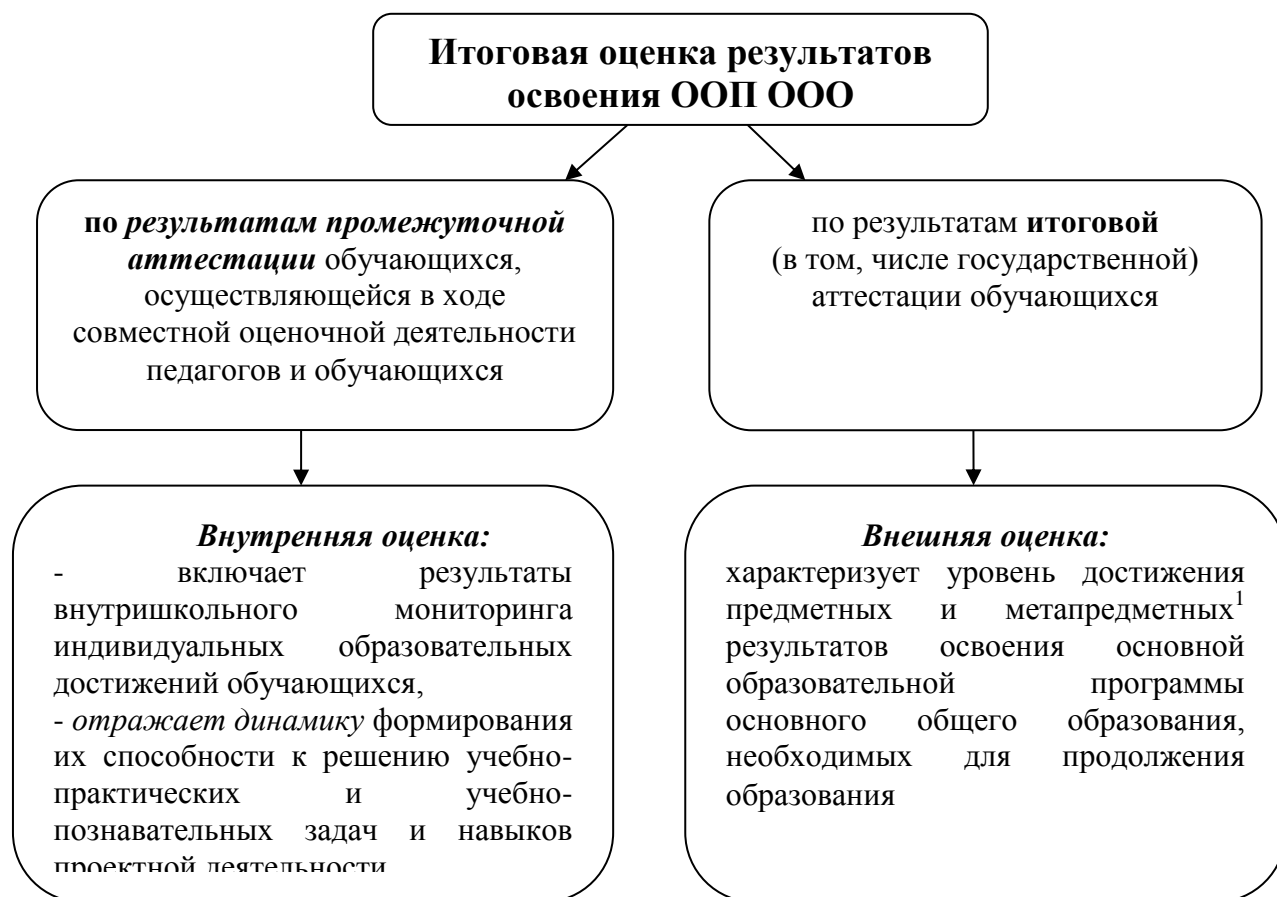 Итоговая оценка результатов
освоения ООП ООО
по результатам промежуточной
аттестации обучающихся,
осуществляющейся в ходе
совместной оценочной деятельности
педагогов и обучающихся
по результатам итоговой
(в том, числе государственной)
аттестации обучающихся
Внутренняя оценка:
- включает результаты
внутришкольного мониторинга
индивидуальных образовательных
достижений обучающихся,
- отражает динамику формирования
их способности к решению учебно-
практических и учебно-
познавательных задач и навыков
проектной деятельности
Внешняя оценка:
характеризует уровень достижения
предметных и метапредметных¹
результатов освоения основной
образовательной программы
основного общего образования,
необходимых для продолжения
образования